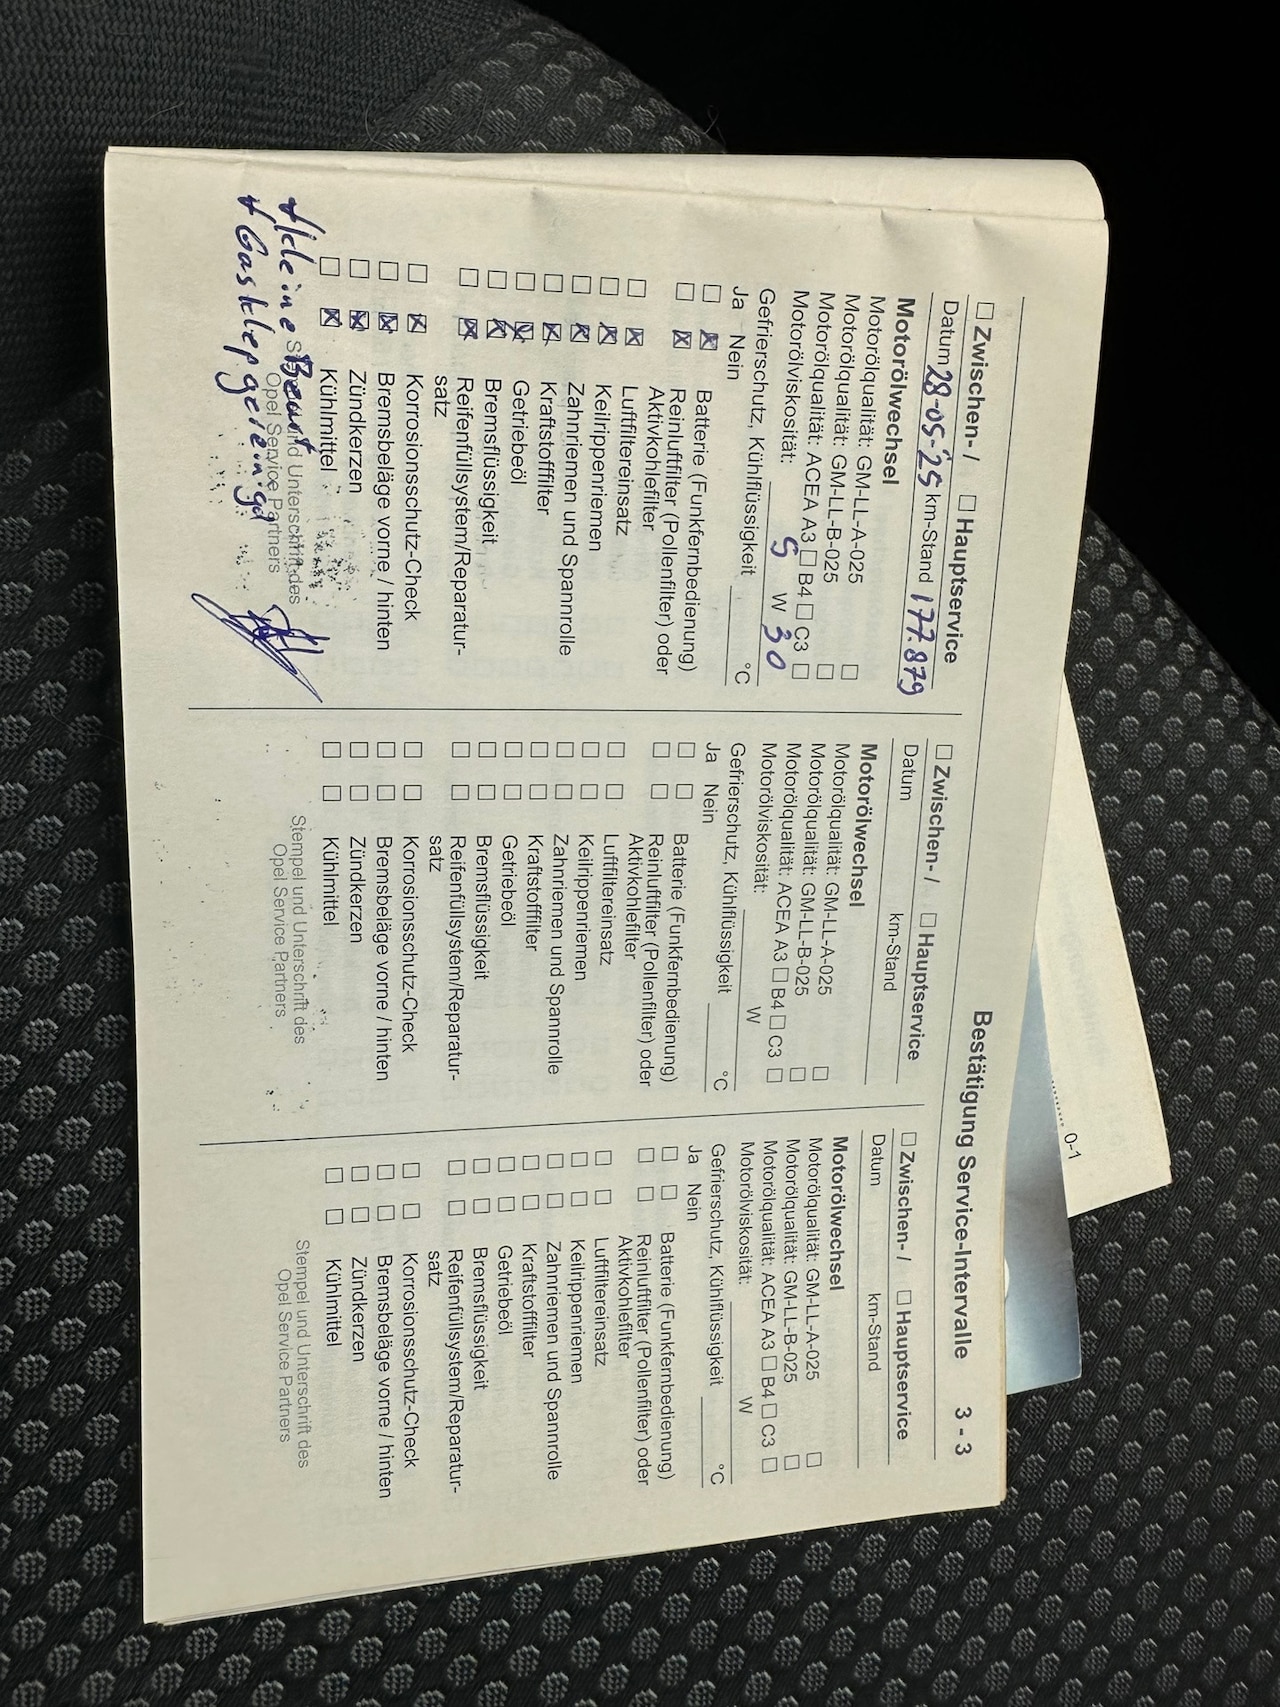 Bestätigung Service-Intervalle 3 - 3
☐ Zwischen- / ☐ Hauptservice
Datum 28-05-'25 km-Stand 177.879
Motorölwechsel
Motorölqualität: GM-LL-A-025 ☐
Motorölqualität: GM-LL-B-025 ☐
Motorölqualität: ACEA A3 ☐ B4 ☐ C3 ☐
Motorölviskosität: 5 W 30
Gefrierschutz, Kühlflüssigkeit °C
Ja Nein
☐ ☒ Batterie (Funkfernbedienung)
☐ ☒ Reinluftfilter (Pollenfilter) oder
Aktivkohlefilter
☐ ☒ Luftfiltereinsatz
☐ ☒ Keilrippenriemen
☐ ☒ Zahnriemen und Spannrolle
☐ ☒ Kraftstofffilter
☐ ☒ Getriebeöl
☐ ☒ Bremsflüssigkeit
☐ ☒ Reifenfüllsystem/Reparatur-
satz
☐ ☒ Korrosionsschutz-Check
☐ ☒ Bremsbeläge vorne / hinten
☐ ☒ Zündkerzen
☐ ☒ Kühlmittel
Stempel und Unterschrift des
Opel Service Partners
+ kleine Beurt
+ Gasklep gereinigd
☐ Zwischen- / ☐ Hauptservice
Datum km-Stand
Motorölwechsel
Motorölqualität: GM-LL-A-025 ☐
Motorölqualität: GM-LL-B-025 ☐
Motorölqualität: ACEA A3 ☐ B4 ☐ C3 ☐
Motorölviskosität: W
Gefrierschutz, Kühlflüssigkeit °C
Ja Nein
☐ ☐ Batterie (Funkfernbedienung)
☐ ☐ Reinluftfilter (Pollenfilter) oder
Aktivkohlefilter
☐ ☐ Luftfiltereinsatz
☐ ☐ Keilrippenriemen
☐ ☐ Zahnriemen und Spannrolle
☐ ☐ Kraftstofffilter
☐ ☐ Getriebeöl
☐ ☐ Bremsflüssigkeit
☐ ☐ Reifenfüllsystem/Reparatur-
satz
☐ ☐ Korrosionsschutz-Check
☐ ☐ Bremsbeläge vorne / hinten
☐ ☐ Zündkerzen
☐ ☐ Kühlmittel
Stempel und Unterschrift des
Opel Service Partners
☐ Zwischen- / ☐ Hauptservice
Datum km-Stand
Motorölwechsel
Motorölqualität: GM-LL-A-025 ☐
Motorölqualität: GM-LL-B-025 ☐
Motorölqualität: ACEA A3 ☐ B4 ☐ C3 ☐
Motorölviskosität: W
Gefrierschutz, Kühlflüssigkeit °C
Ja Nein
☐ ☐ Batterie (Funkfernbedienung)
☐ ☐ Reinluftfilter (Pollenfilter) oder
Aktivkohlefilter
☐ ☐ Luftfiltereinsatz
☐ ☐ Keilrippenriemen
☐ ☐ Zahnriemen und Spannrolle
☐ ☐ Kraftstofffilter
☐ ☐ Getriebeöl
☐ ☐ Bremsflüssigkeit
☐ ☐ Reifenfüllsystem/Reparatur-
satz
☐ ☐ Korrosionsschutz-Check
☐ ☐ Bremsbeläge vorne / hinten
☐ ☐ Zündkerzen
☐ ☐ Kühlmittel
Stempel und Unterschrift des
Opel Service Partners
.......... 0-1